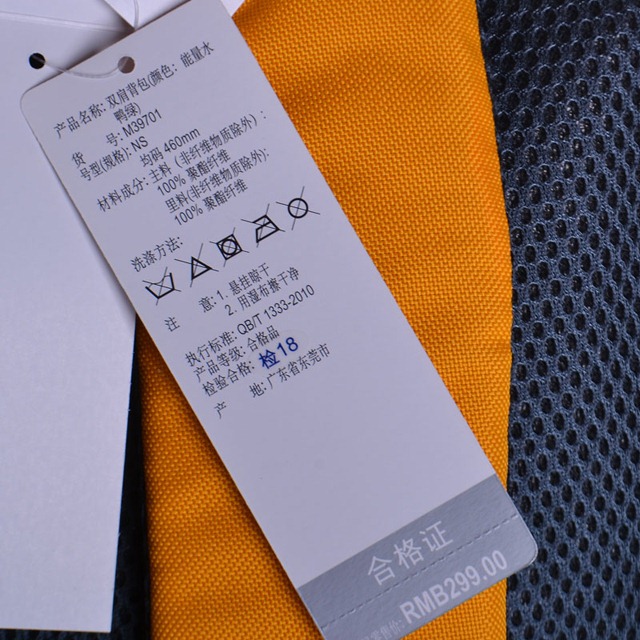 产品名称: 双肩背包(颜色: 能量水
鸭绿)
货 号: M39701
号型(规格): NS
均码 460mm
材料成分: 主料 (非纤维物质除外) :
100% 聚酯纤维
里料(非纤维物质除外):
100% 聚酯纤维
洗涤方法:
注 意: 1. 悬挂晾干
2. 用湿布擦干净
执行标准: QB/T 1333-2010
产品等级: 合格品
检验合格: 检18
产 地: 广东省东莞市
合格证
RMB299.00